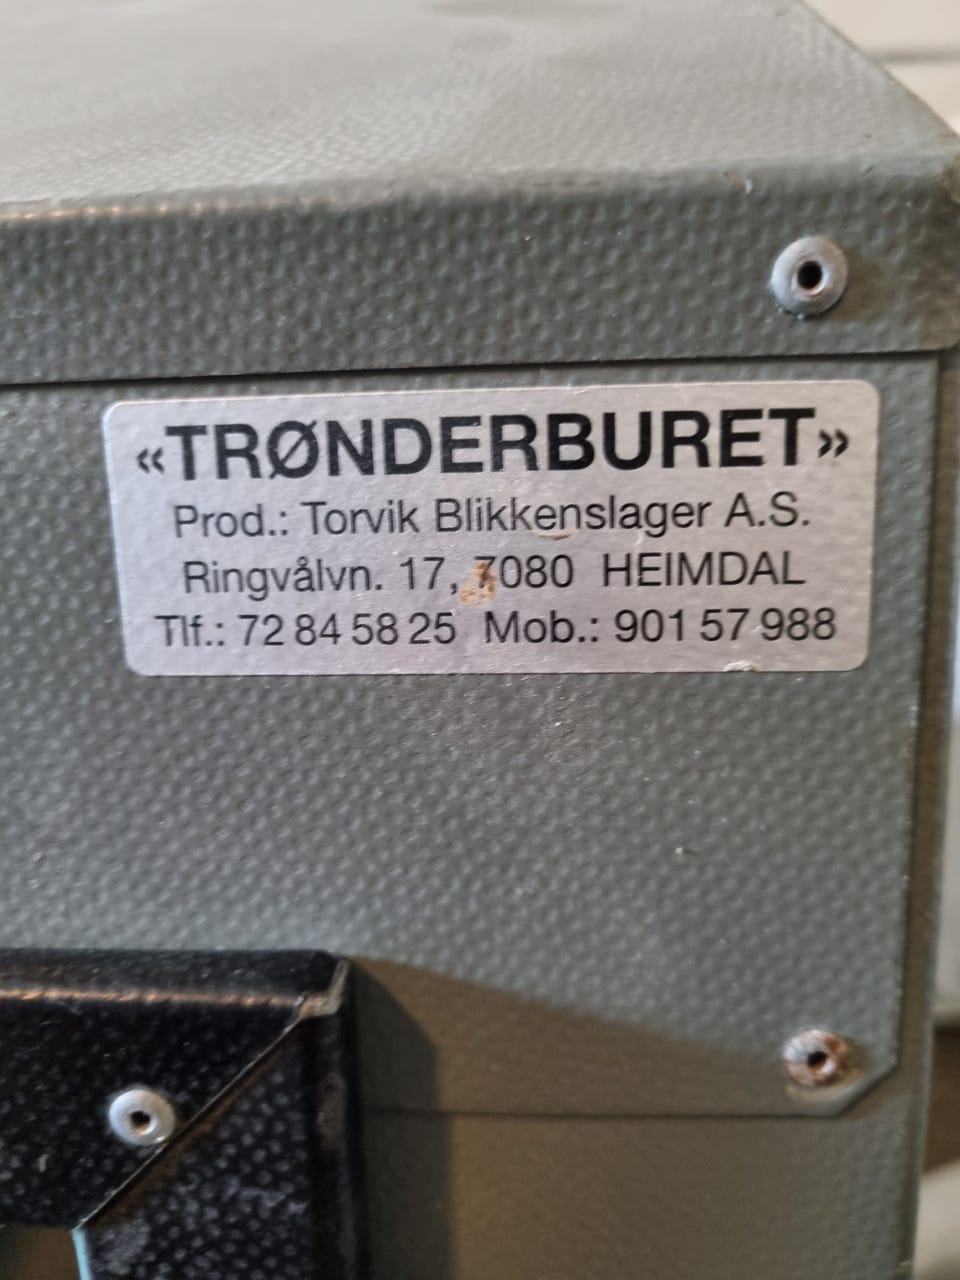 «TRØNDERBURET»
Prod.: Torvik Blikkenslager A.S.
Ringvålvn. 17, 7080 HEIMDAL
Tlf.: 72 84 58 25 Mob.: 901 57 988